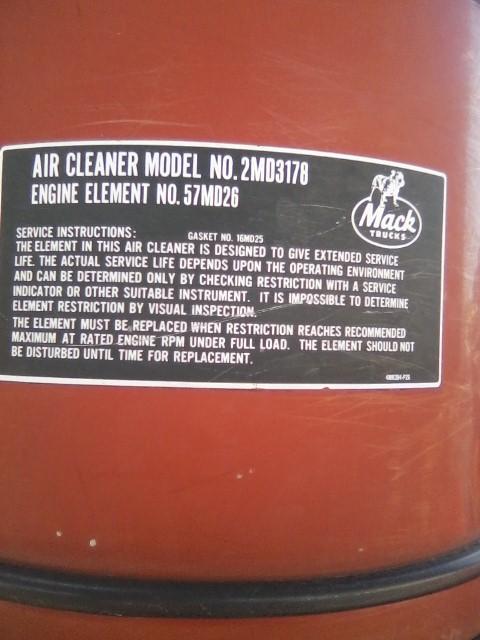 AIR CLEANER MODEL NO. 2MD3178
ENGINE ELEMENT NO. 57MD26
Mack
TRUCKS
SERVICE INSTRUCTIONS: GASKET NO. 16MD25
THE ELEMENT IN THIS AIR CLEANER IS DESIGNED TO GIVE EXTENDED SERVICE
LIFE. THE ACTUAL SERVICE LIFE DEPENDS UPON THE OPERATING ENVIRONMENT
AND CAN BE DETERMINED ONLY BY CHECKING RESTRICTION WITH A SERVICE
INDICATOR OR OTHER SUITABLE INSTRUMENT. IT IS IMPOSSIBLE TO DETERMINE
ELEMENT RESTRICTION BY VISUAL INSPECTION.
THE ELEMENT MUST BE REPLACED WHEN RESTRICTION REACHES RECOMMENDED
MAXIMUM AT RATED ENGINE RPM UNDER FULL LOAD. THE ELEMENT SHOULD NOT
BE DISTURBED UNTIL TIME FOR REPLACEMENT.